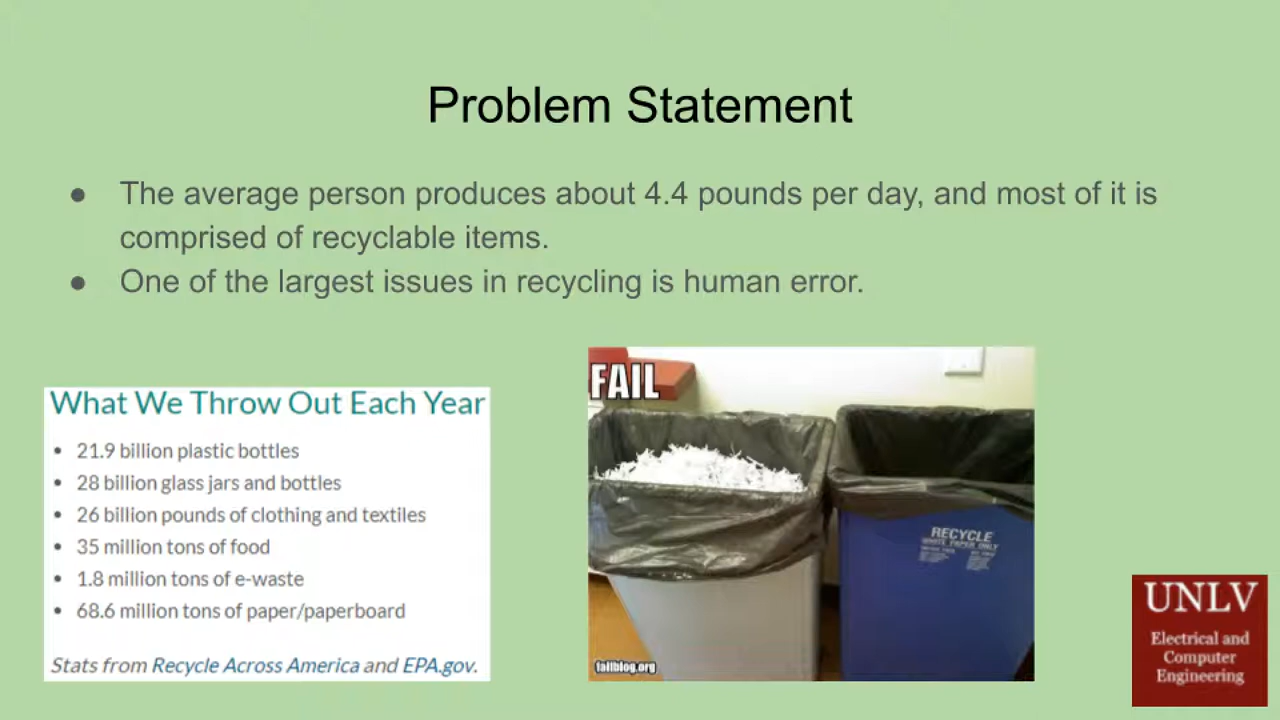 Problem Statement
● The average person produces about 4.4 pounds per day, and most of it is
comprised of recyclable items.
● One of the largest issues in recycling is human error.
What We Throw Out Each Year
• 21.9 billion plastic bottles
• 28 billion glass jars and bottles
• 26 billion pounds of clothing and textiles
• 35 million tons of food
• 1.8 million tons of e-waste
• 68.6 million tons of paper/paperboard
Stats from Recycle Across America and EPA.gov.
FAIL
RECYCLE
WHITE PAPER ONLY
failblog.org
UNLV
Electrical and
Computer
Engineering